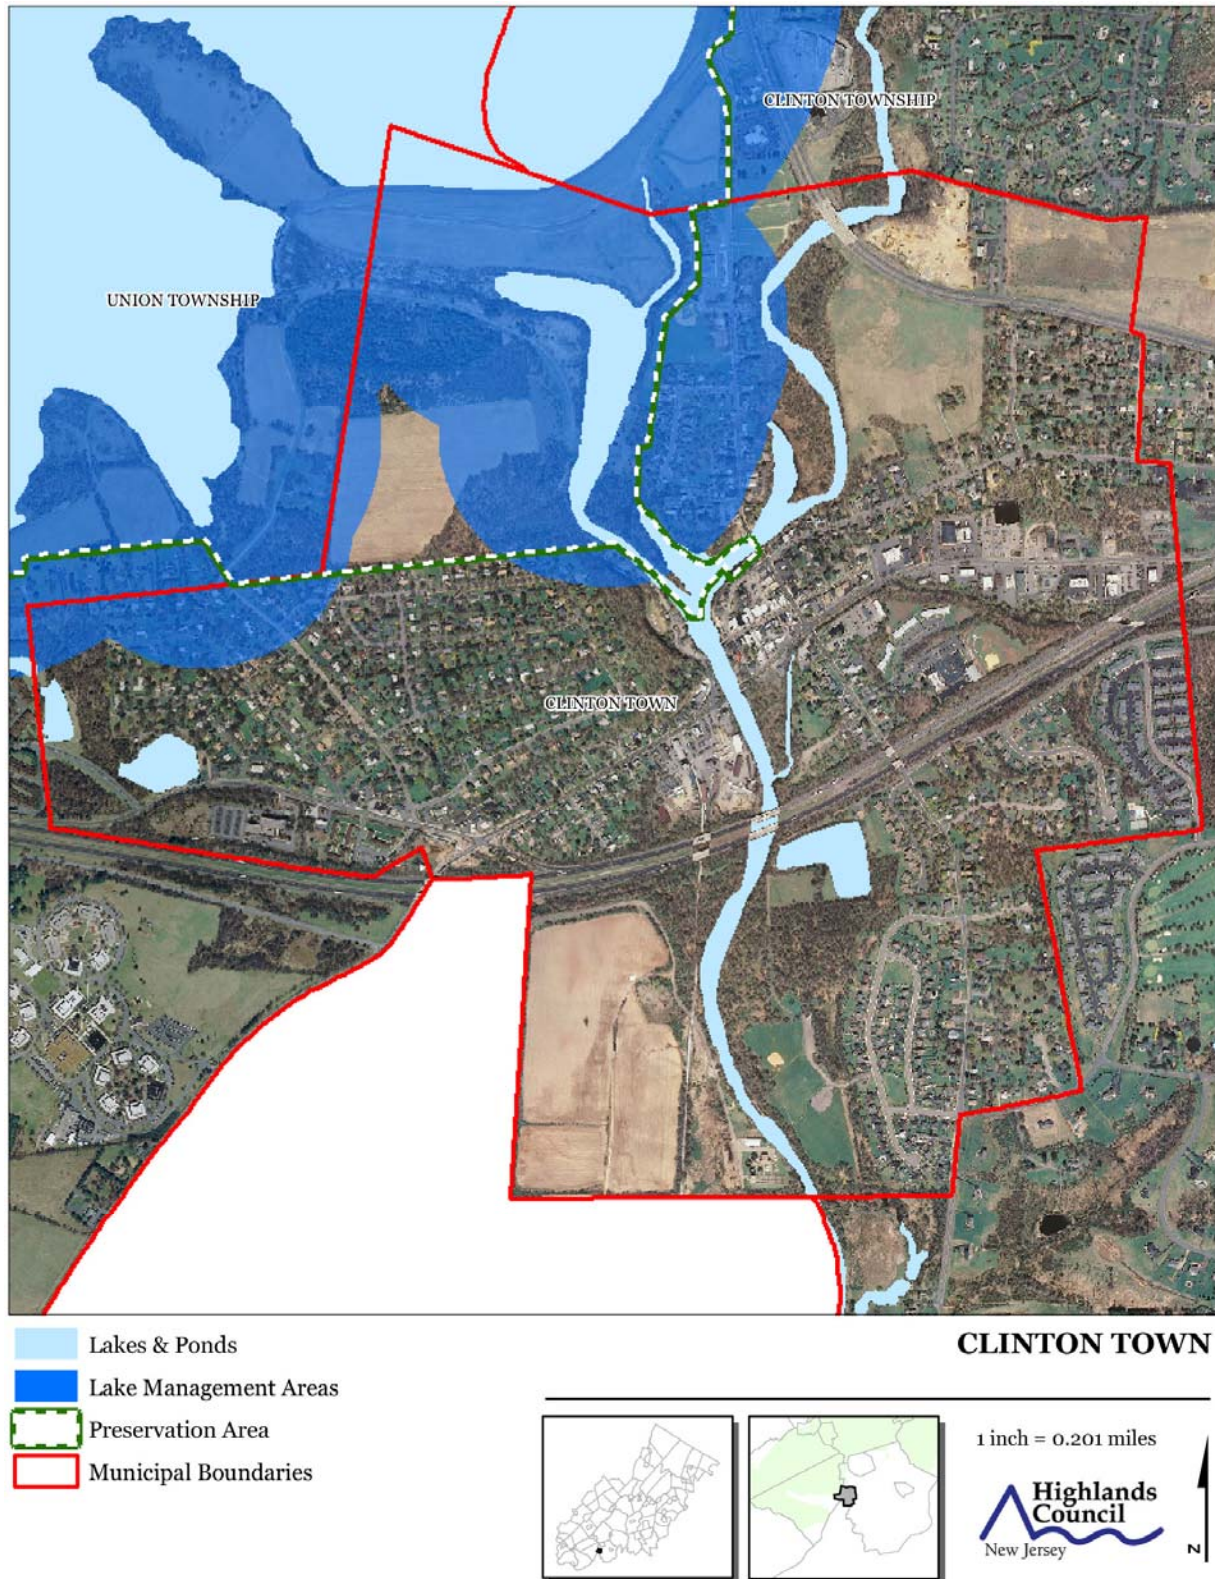 CLINTON TOWNSHIP
UNION TOWNSHIP
CLINTON TOWN
Lakes & Ponds
Lake Management Areas
Preservation Area
Municipal Boundaries
CLINTON TOWN
1 inch = 0.201 miles
Highlands
Council
New Jersey
N